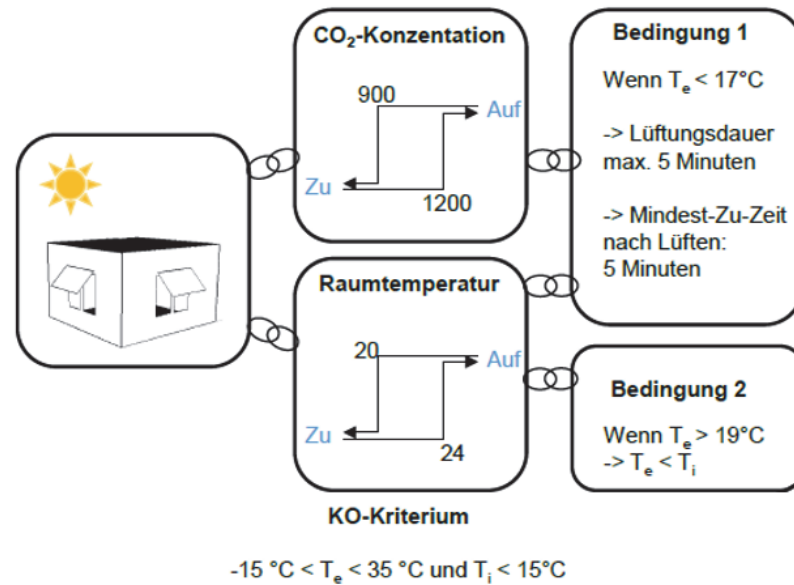 CO₂-Konzentation
900
Auf
Zu
1200
Raumtemperatur
20
Auf
Zu
24
Bedingung 1
Wenn Tₑ < 17°C
-> Lüftungsdauer
max. 5 Minuten
-> Mindest-Zu-Zeit
nach Lüften:
5 Minuten
Bedingung 2
Wenn Tₑ > 19°C
-> Tₑ < Tᵢ
KO-Kriterium
-15 °C < Tₑ < 35 °C und Tᵢ < 15°C